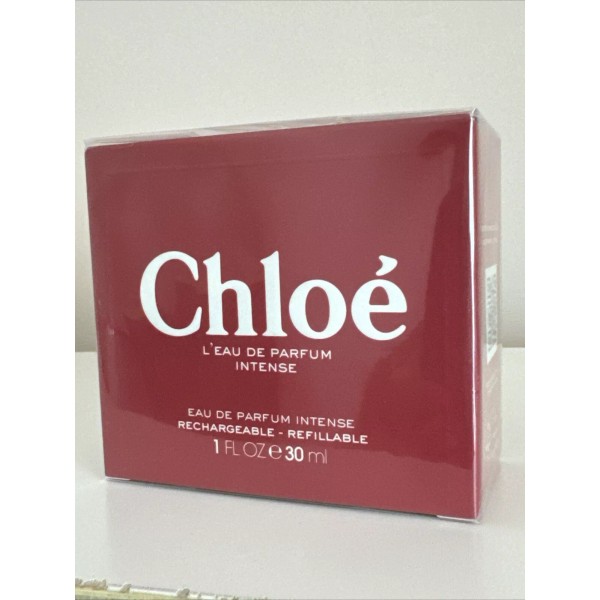 Chloé
L'EAU DE PARFUM
INTENSE
EAU DE PARFUM INTENSE
RECHARGEABLE - REFILLABLE
1 FL OZ e 30 ml